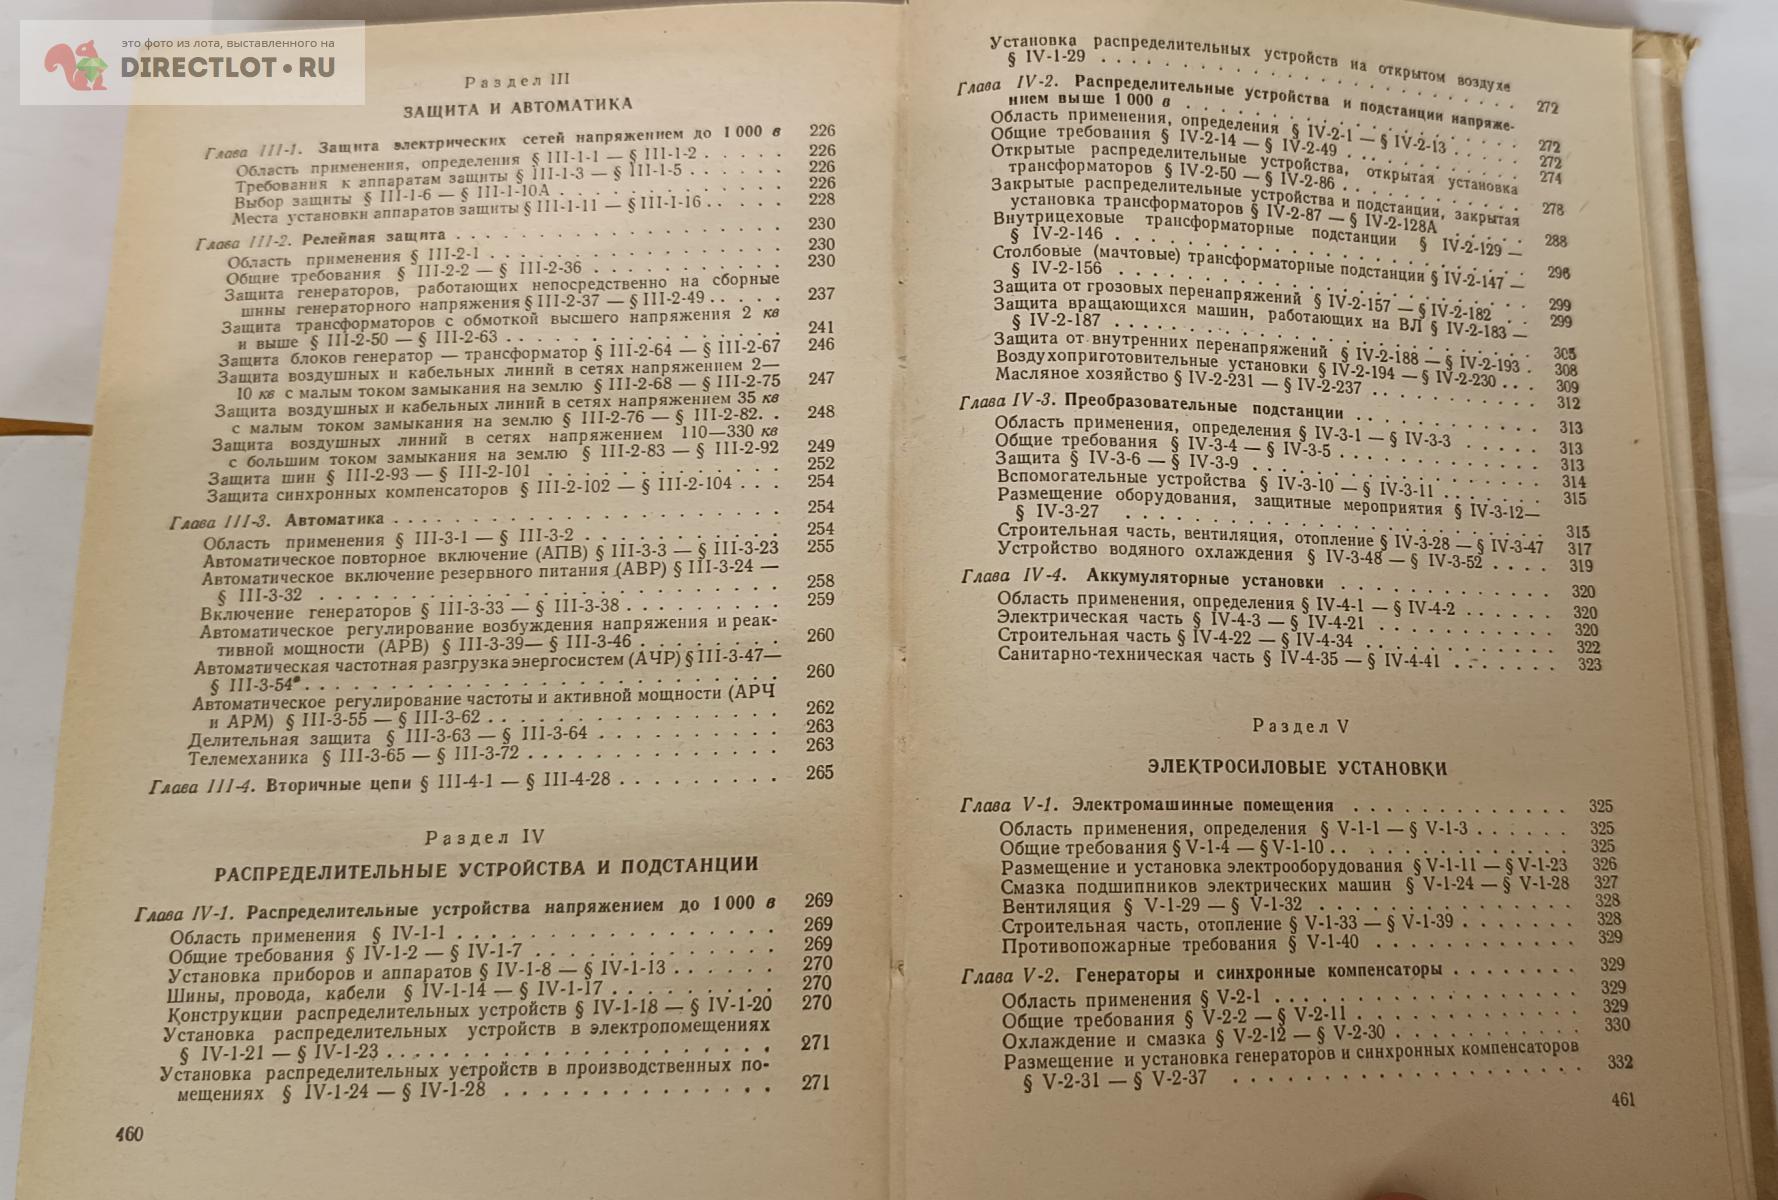 это фото из лота, выставленного на
DIRECTLOT.RU
Раздел III
ЗАЩИТА И АВТОМАТИКА
Глава III-1. Защита электрических сетей напряжением до 1 000 в 226
Область применения, определения § III-1-1 — § III-1-2 . . . . . 226
Требования к аппаратам защиты § III-1-3 — § III-1-5 . . . . . . 226
Выбор защиты § III-1-6 — § III-1-10А . . . . . . . . . . . 226
Места установки аппаратов защиты § III-1-11 — § III-1-16 . . . . . 228
Глава III-2. Релейная защита . . . . . . . . . . . . . . . . . 230
Область применения § III-2-1 . . . . . . . . . . . . . . . 230
Общие требования § III-2-2 — § III-2-36 . . . . . . . . . . 230
Защита генераторов, работающих непосредственно на сборные
шины генераторного напряжения § III-2-37 — § III-2-49 . . . . . 237
Защита трансформаторов с обмоткой высшего напряжения 2 кв
и выше § III-2-50 — § III-2-63 . . . . . . . . . . . . . . 241
Защита блоков генератор — трансформатор § III-2-64 — § III-2-67 246
Защита воздушных и кабельных линий в сетях напряжением 2—
10 кв с малым током замыкания на землю § III-2-68 — § III-2-75 247
Защита воздушных и кабельных линий в сетях напряжением 35 кв
с малым током замыкания на землю § III-2-76 — § III-2-82. . 248
Защита воздушных линий в сетях напряжением 110—330 кв
с большим током замыкания на землю § III-2-83 — § III-2-92 249
Защита шин § III-2-93 — § III-2-101 . . . . . . . . . . . . 252
Защита синхронных компенсаторов § III-2-102 — § III-2-104 . . . 254
Глава III-3. Автоматика . . . . . . . . . . . . . . . . . . . 254
Область применения § III-3-1 — § III-3-2 . . . . . . . . . . 254
Автоматическое повторное включение (АПВ) § III-3-3 — § III-3-23 255
Автоматическое включение резервного питания (АВР) § III-3-24 —
§ III-3-32 . . . . . . . . . . . . . . . . . . . . . . . 258
Включение генераторов § III-3-33 — § III-3-38 . . . . . . . . . 259
Автоматическое регулирование возбуждения напряжения и реак-
тивной мощности (АРВ) § III-3-39— § III-3-46 . . . . . . . . 260
Автоматическая частотная разгрузка энергосистем (АЧР) § III-3-47—
§ III-3-54 . . . . . . . . . . . . . . . . . . . . . . . . 260
Автоматическое регулирование частоты и активной мощности (АРЧ
и АРМ) § III-3-55 — § III-3-62 . . . . . . . . . . . . . . . 262
Делительная защита § III-3-63 — § III-3-64 . . . . . . . . . . 263
Телемеханика § III-3-65 — § III-3-72 . . . . . . . . . . . . . 263
Глава III-4. Вторичные цепи § III-4-1 — § III-4-28 . . . . . . . . . 265
Раздел IV
РАСПРЕДЕЛИТЕЛЬНЫЕ УСТРОЙСТВА И ПОДСТАНЦИИ
Глава IV-1. Распределительные устройства напряжением до 1 000 в 269
Область применения § IV-1-1 . . . . . . . . . . . . . . . . 269
Общие требования § IV-1-2 — § IV-1-7 . . . . . . . . . . . . 269
Установка приборов и аппаратов § IV-1-8 — § IV-1-13 . . . . . . 270
Шины, провода, кабели § IV-1-14 — § IV-1-17 . . . . . . . . . 270
Конструкции распределительных устройств § IV-1-18 — § IV-1-20 270
Установка распределительных устройств в электропомещениях
§ IV-1-21 — § IV-1-23 . . . . . . . . . . . . . . . . . . . 271
Установка распределительных устройств в производственных по-
мещениях § IV-1-24 — § IV-1-28 . . . . . . . . . . . . . . 271
460
Установка распределительных устройств на открытом воздухе
§ IV-1-29 . . . . . . . . . . . . . . . . . . . . . . . 272
Глава IV-2. Распределительные устройства и подстанции напряже-
нием выше 1 000 в . . . . . . . . . . . . . . . . . 272
Область применения, определения § IV-2-1 — § IV-2-13 . . . . . 272
Общие требования § IV-2-14 — § IV-2-49 . . . . . . . . . . 274
Открытые распределительные устройства, открытая установка
трансформаторов § IV-2-50 — § IV-2-86 . . . . . . . . . . 278
Закрытые распределительные устройства и подстанции, закрытая
установка трансформаторов § IV-2-87 — § IV-2-128А . . . . . 288
Внутрицеховые трансформаторные подстанции § IV-2-129 —
§ IV-2-146 . . . . . . . . . . . . . . . . . . . . . . . 296
Столбовые (мачтовые) трансформаторные подстанции § IV-2-147 —
§ IV-2-156 . . . . . . . . . . . . . . . . . . . . . . . 299
Защита от грозовых перенапряжений § IV-2-157 — § IV-2-182 . . 299
Защита вращающихся машин, работающих на ВЛ § IV-2-183 —
§ IV-2-187 . . . . . . . . . . . . . . . . . . . . . . . 305
Защита от внутренних перенапряжений § IV-2-188 — § IV-2-193 . 308
Воздухоприготовительные установки § IV-2-194 — § IV-2-230 . . . 309
Масляное хозяйство § IV-2-231 — § IV-2-237 . . . . . . . . . . 312
Глава IV-3. Преобразовательные подстанции . . . . . . . . . . . 313
Область применения, определения § IV-3-1 — § IV-3-3 . . . . . 313
Общие требования § IV-3-4 — § IV-3-5 . . . . . . . . . . . . 313
Защита § IV-3-6 — § IV-3-9 . . . . . . . . . . . . . . . . 314
Вспомогательные устройства § IV-3-10 — § IV-3-11 . . . . . . . 315
Размещение оборудования, защитные мероприятия § IV-3-12—
§ IV-3-27 . . . . . . . . . . . . . . . . . . . . . . . 315
Строительная часть, вентиляция, отопление § IV-3-28 — § IV-3-47 317
Устройство водяного охлаждения § IV-3-48 — § IV-3-52 . . . . 319
Глава IV-4. Аккумуляторные установки . . . . . . . . . . . . . 320
Область применения, определения § IV-4-1 — § IV-4-2 . . . . . . 320
Электрическая часть § IV-4-3 — § IV-4-21 . . . . . . . . . . . 320
Строительная часть § IV-4-22 — § IV-4-34 . . . . . . . . . . . 322
Санитарно-техническая часть § IV-4-35 — § IV-4-41 . . . . . . . 323
Раздел V
ЭЛЕКТРОСИЛОВЫЕ УСТАНОВКИ
Глава V-1. Электромашинные помещения . . . . . . . . . . . . . 325
Область применения, определения § V-1-1 — § V-1-3 . . . . . . 325
Общие требования § V-1-4 — § V-1-10 . . . . . . . . . . . . 325
Размещение и установка электрооборудования § V-1-11 — § V-1-23 326
Смазка подшипников электрических машин § V-1-24 — § V-1-28 327
Вентиляция § V-1-29 — § V-1-32 . . . . . . . . . . . . . . 328
Строительная часть, отопление § V-1-33 — § V-1-39 . . . . . . . 328
Противопожарные требования § V-1-40 . . . . . . . . . . . . 329
Глава V-2. Генераторы и синхронные компенсаторы . . . . . . . . 329
Область применения § V-2-1 . . . . . . . . . . . . . . . . 329
Общие требования § V-2-2 — § V-2-11 . . . . . . . . . . . . 329
Охлаждение и смазка § V-2-12 — § V-2-30 . . . . . . . . . . 330
Размещение и установка генераторов и синхронных компенсаторов
§ V-2-31 — § V-2-37 . . . . . . . . . . . . . . . . . . 332
461